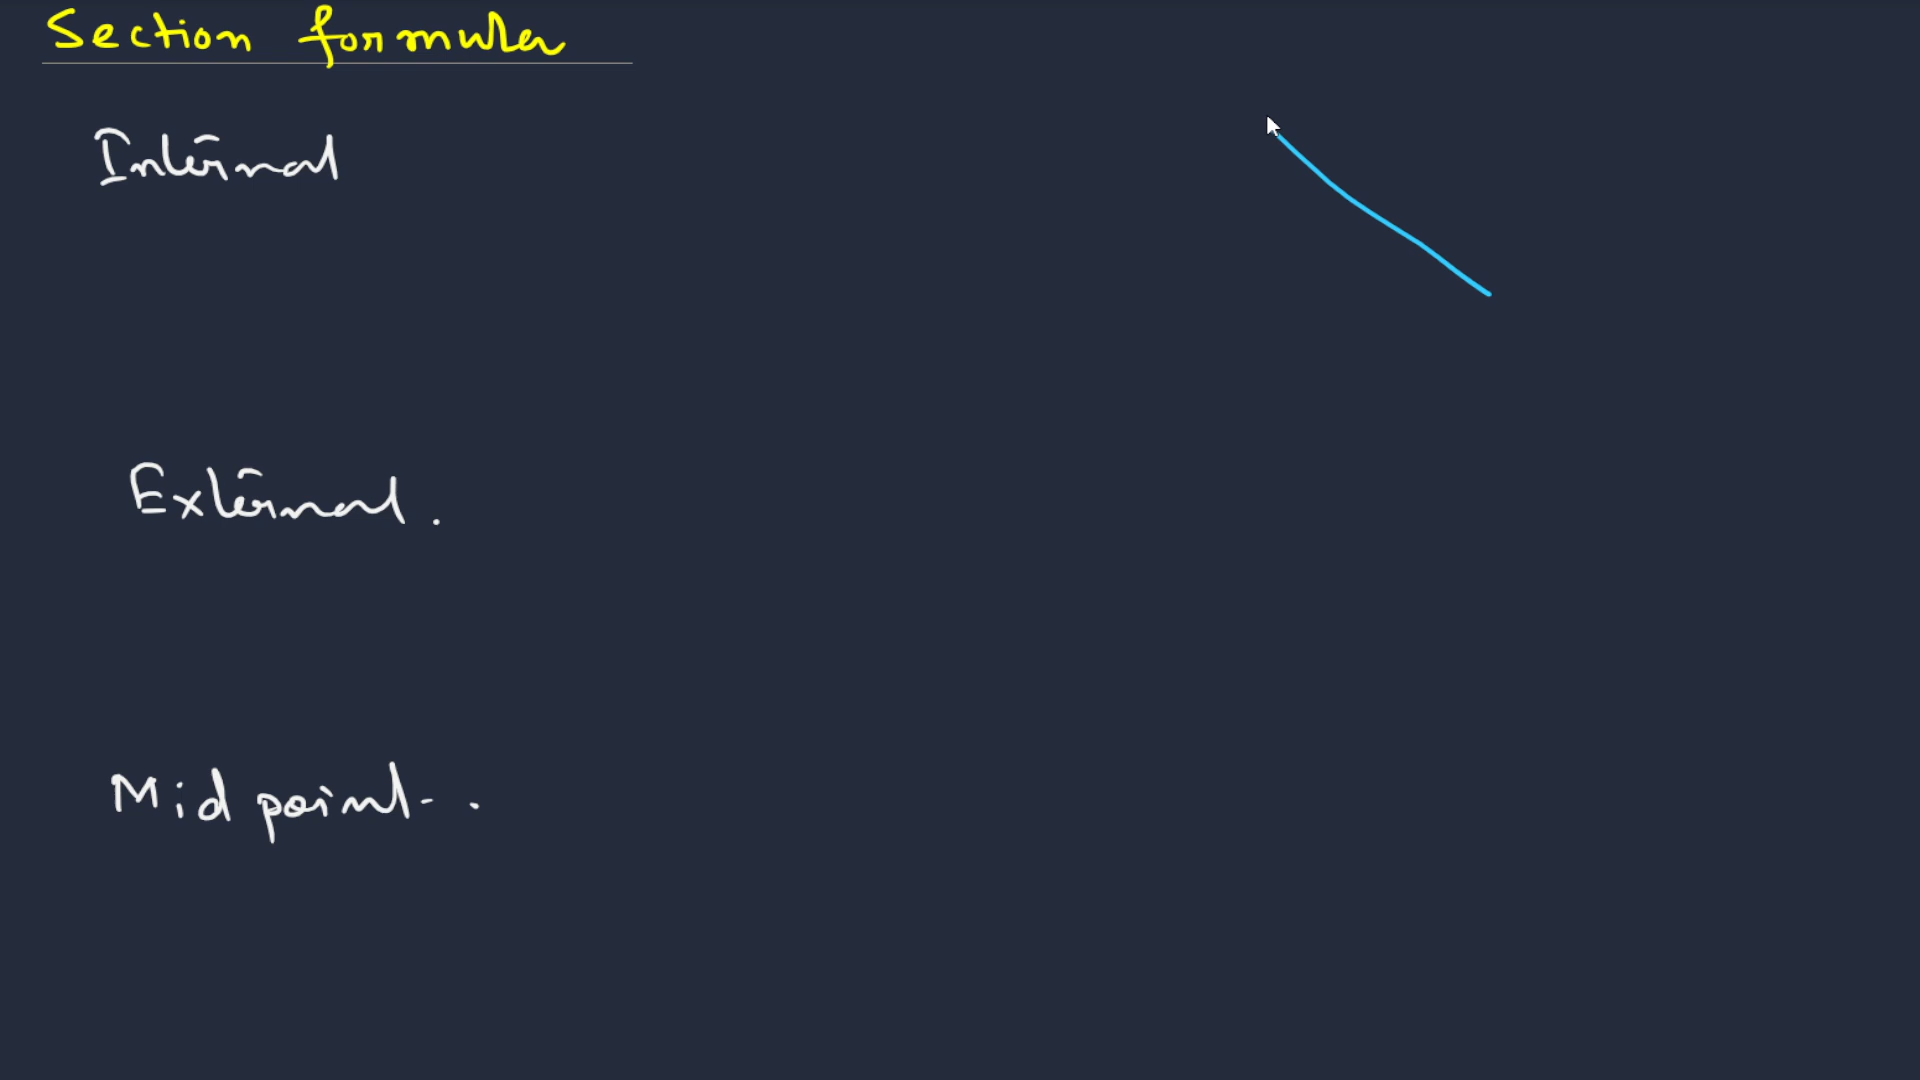 Section formula
Internal
External.
Mid point.